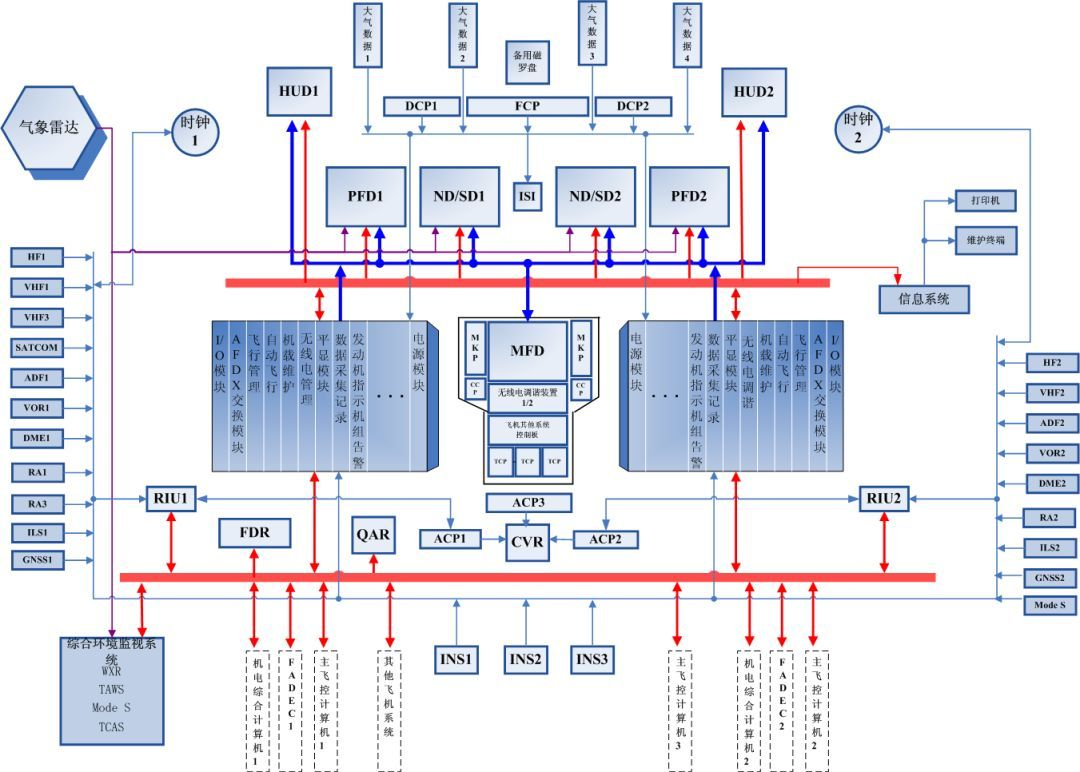 大气数据1
大气数据2
备用磁
罗盘
大气数据3
大气数据4
HUD1
HUD2
DCP1
FCP
DCP2
气象雷达
时钟
1
时钟
2
PFD1
ND/SD1
ISI
ND/SD2
PFD2
打印机
维护终端
信息系统
HF1
VHF1
VHF3
SATCOM
ADF1
VOR1
DME1
RA1
RA3
ILS1
GNSS1
I/O模块
AFDX交换模块
飞行管理
自动飞行
机载维护
无线电管理
平显模块
数据采集记录
发动机指示机组告警
...
电源模块
MKP
MFD
MKP
CCP
CCP
无线电调谐装置
1/2
飞机其他系统
控制板
TCP
TCP
TCP
电源模块
...
发动机指示机组告警
数据采集记录
平显模块
无线电调谐
机载维护
自动飞行
飞行管理
AFDX交换模块
I/O模块
HF2
VHF2
ADF2
VOR2
DME2
RA2
ILS2
GNSS2
Mode S
RIU1
FDR
QAR
ACP1
ACP3
CVR
ACP2
RIU2
综合环境监视系
统
WXR
TAWS
Mode S
TCAS
机电综合计算机1
FADEC1
主飞控计算机1
其他飞机系统
INS1
INS2
INS3
主飞控计算机3
机电综合计算机2
FADEC2
主飞控计算机2